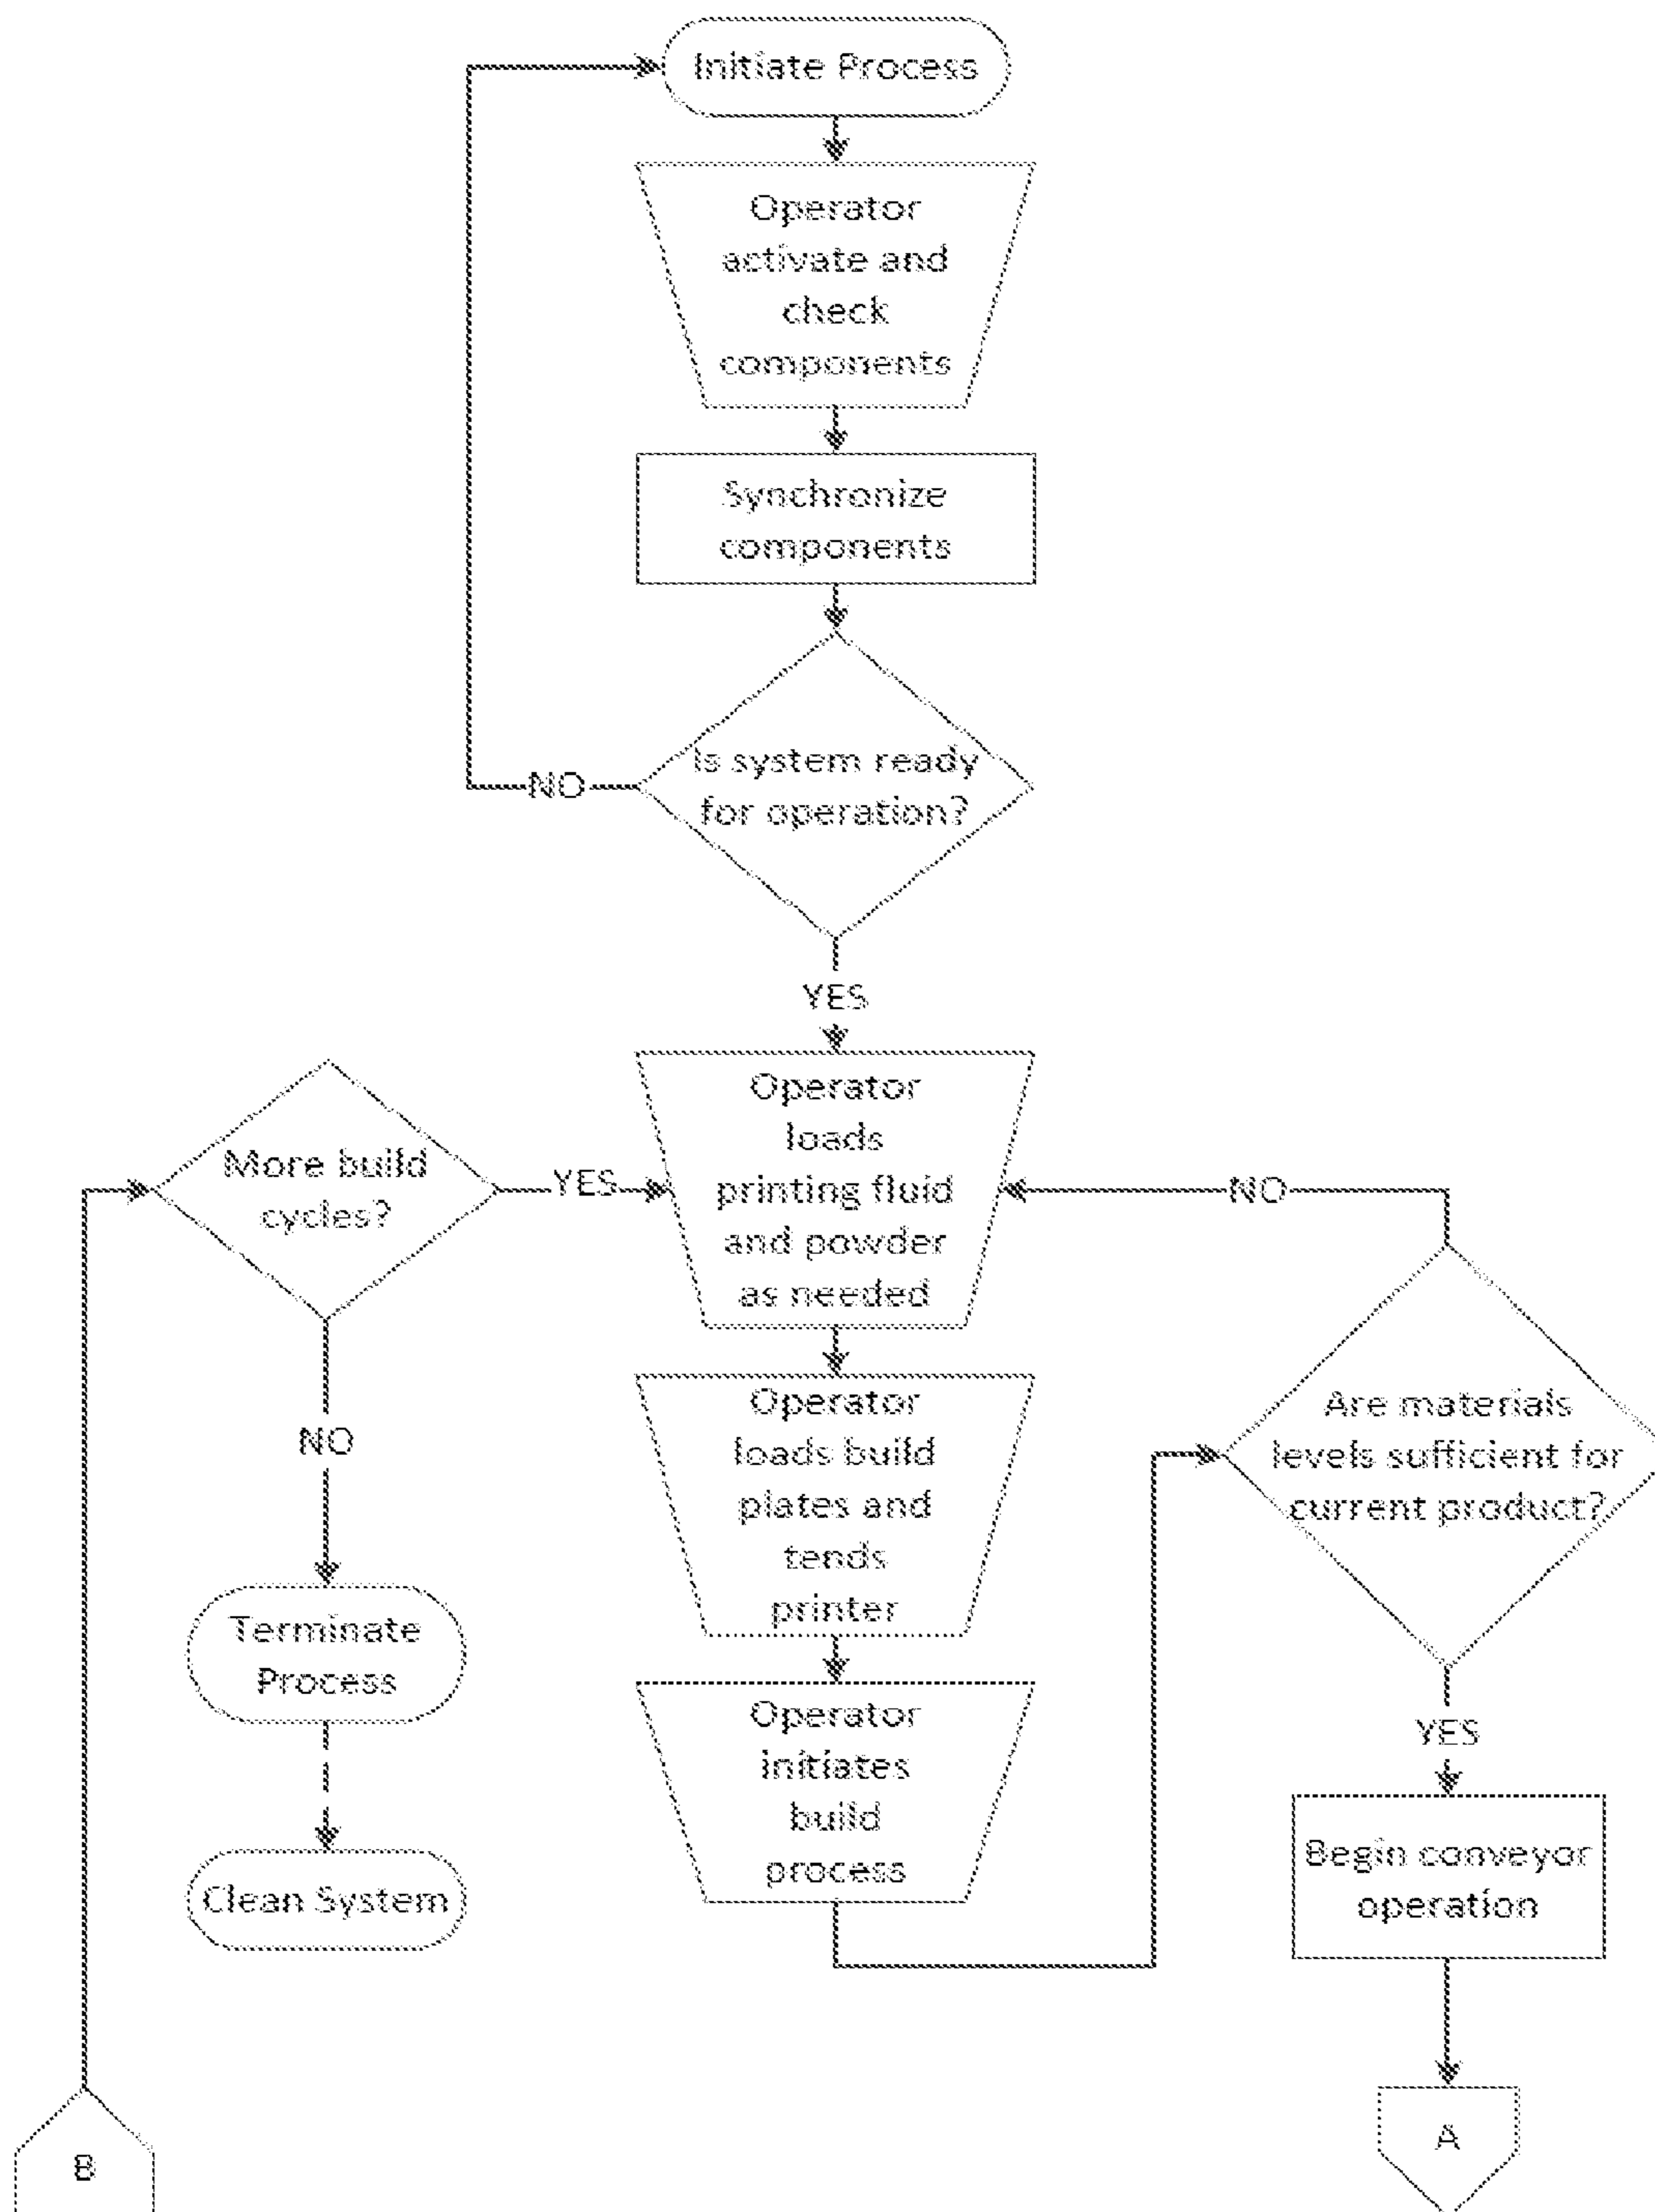 Initiate Process
Operator
activate and
check
components
Synchronize
components
Is system ready
for operation?
NO
YES
Operator
loads
printing fluid
and powder
as needed
More build
cycles?
YES
NO
NO
Operator
loads build
plates and
tends
printer
Are materials
levels sufficient for
current product?
Terminate
Process
Operator
initiates
build
process
YES
Begin conveyor
operation
Clean System
B
A